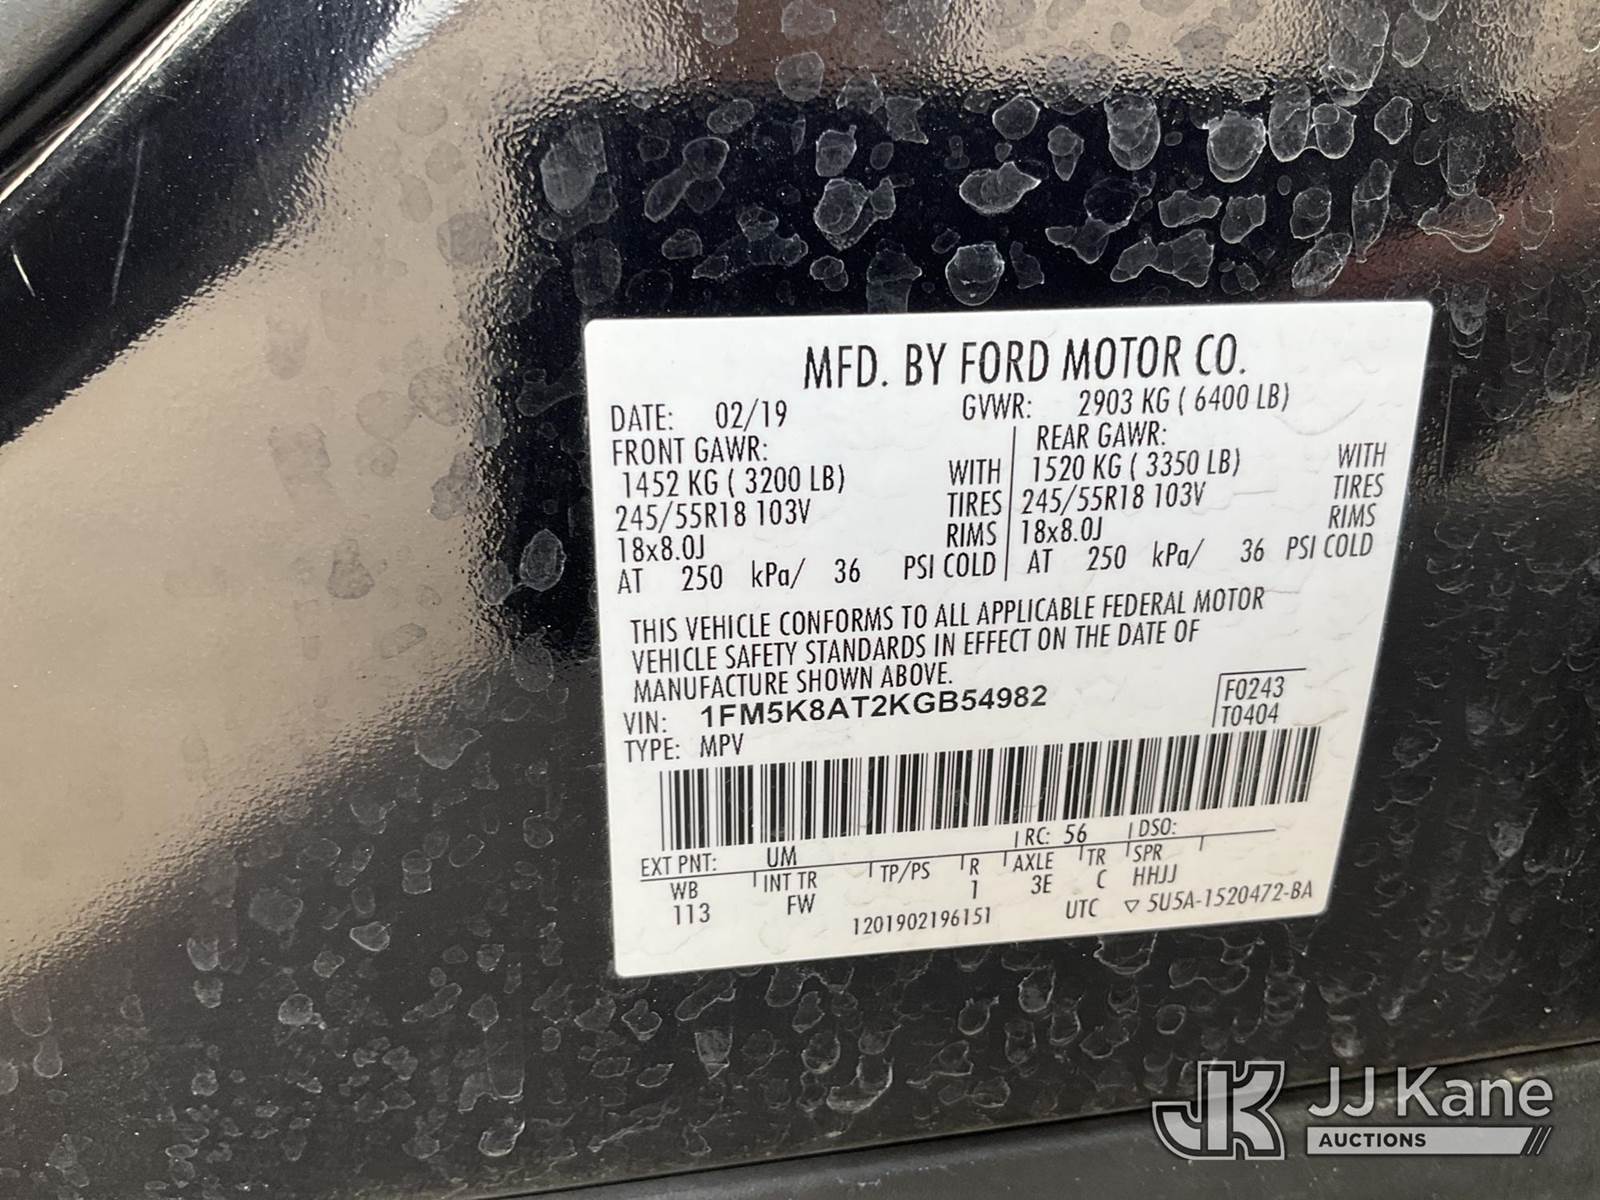 MFD. BY FORD MOTOR CO.
DATE: 02/19 GVWR: 2903 KG ( 6400 LB)
FRONT GAWR: REAR GAWR:
1452 KG ( 3200 LB) WITH 1520 KG ( 3350 LB) WITH
245/55R18 103V TIRES 245/55R18 103V TIRES
18x8.0J RIMS 18x8.0J RIMS
AT 250 kPa/ 36 PSI COLD AT 250 kPa/ 36 PSI COLD
THIS VEHICLE CONFORMS TO ALL APPLICABLE FEDERAL MOTOR
VEHICLE SAFETY STANDARDS IN EFFECT ON THE DATE OF
MANUFACTURE SHOWN ABOVE.
VIN: 1FM5K8AT2KGB54982 F0243
TYPE: MPV T0404
EXT PNT: UM RC: 56 DSO:
WB INT TR TP/PS R AXLE TR SPR
113 FW 1 3E C HHJJ
1201902196151 UTC ▽ 5U5A-1520472-BA
JK JJ Kane
AUCTIONS